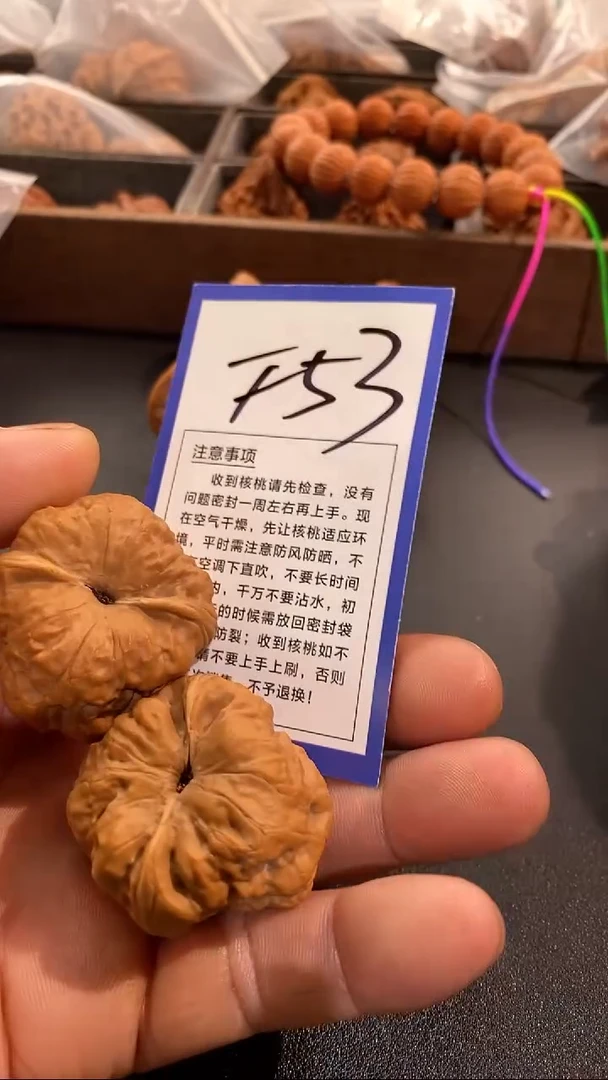 F53
注意事项
收到核桃请先检查，没有
问题密封一周左右再上手。现
在空气干燥，先让核桃适应环
境，平时需注意防风防晒，不
空调下直吹，不要长时间
内，千万不要沾水，初
的时候需放回密封袋
防裂；收到核桃如不
不要上手上刷，否则
不予退换！